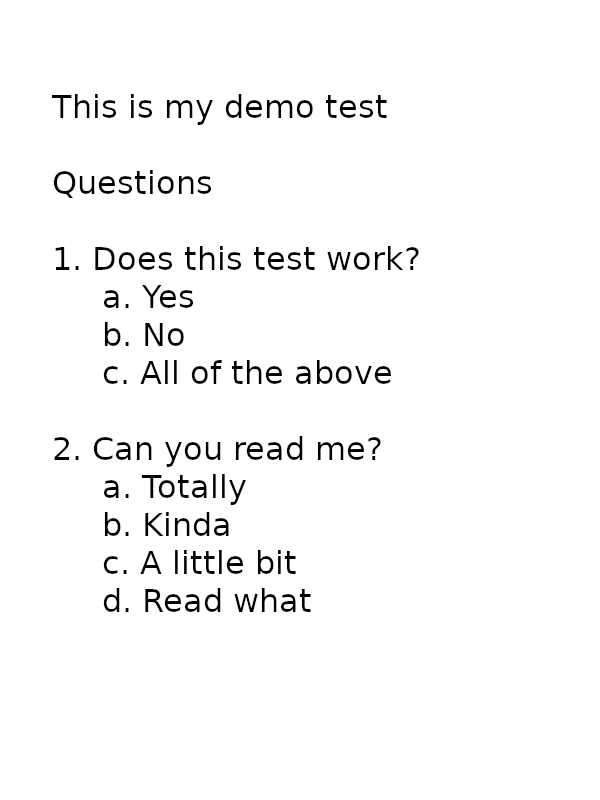 This is my demo test
Questions
1. Does this test work?
a. Yes
b. No
c. All of the above
2. Can you read me?
a. Totally
b. Kinda
c. A little bit
d. Read what